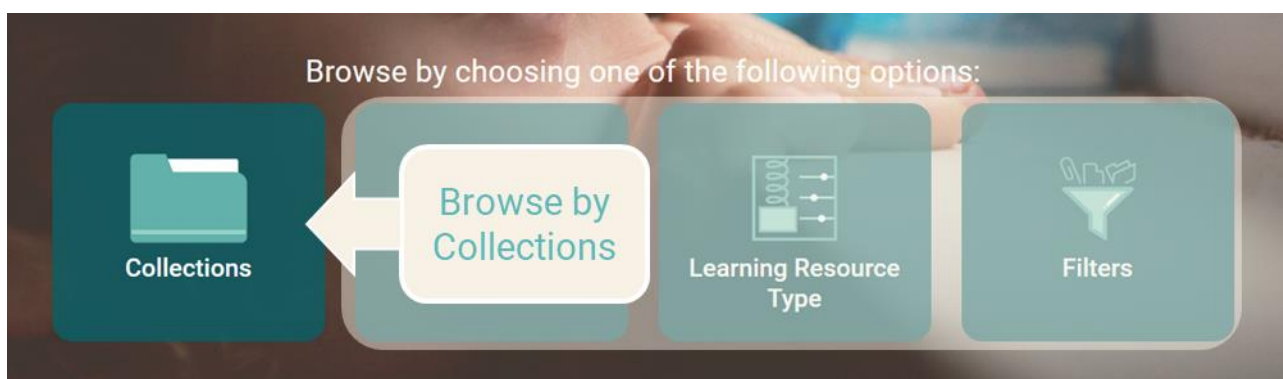 Browse by choosing one of the following options:
Collections
Browse by
Collections
Learning Resource
Type
Filters